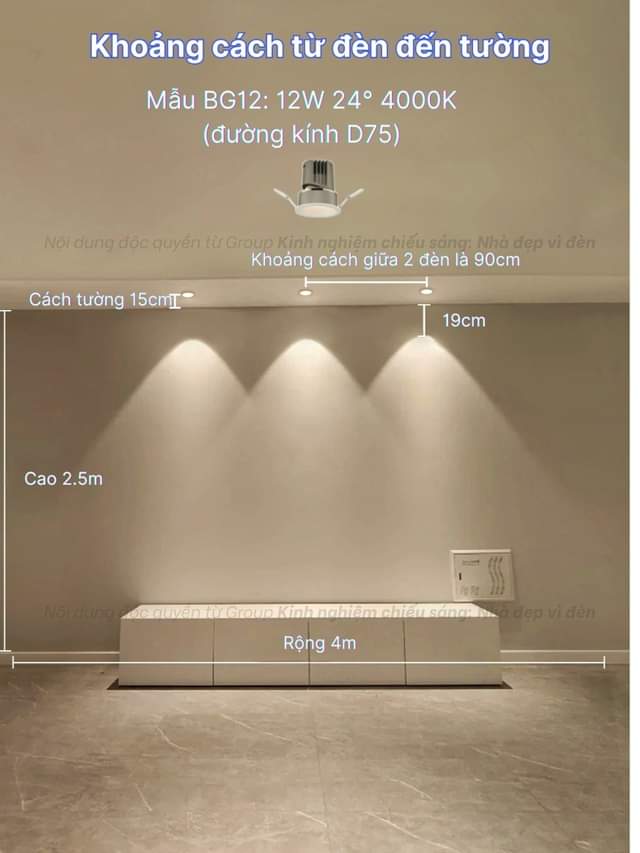 Khoảng cách từ đèn đến tường
Mẫu BG12: 12W 24° 4000K
(đường kính D75)
Nội dung độc quyền từ Group Kinh nghiệm chiếu sáng: Nhà đẹp vì đèn
Khoảng cách giữa 2 đèn là 90cm
Cách tường 15cm
19cm
Cao 2.5m
Nội dung độc quyền từ Group Kinh nghiệm chiếu sáng: Nhà đẹp vì đèn
Rộng 4m